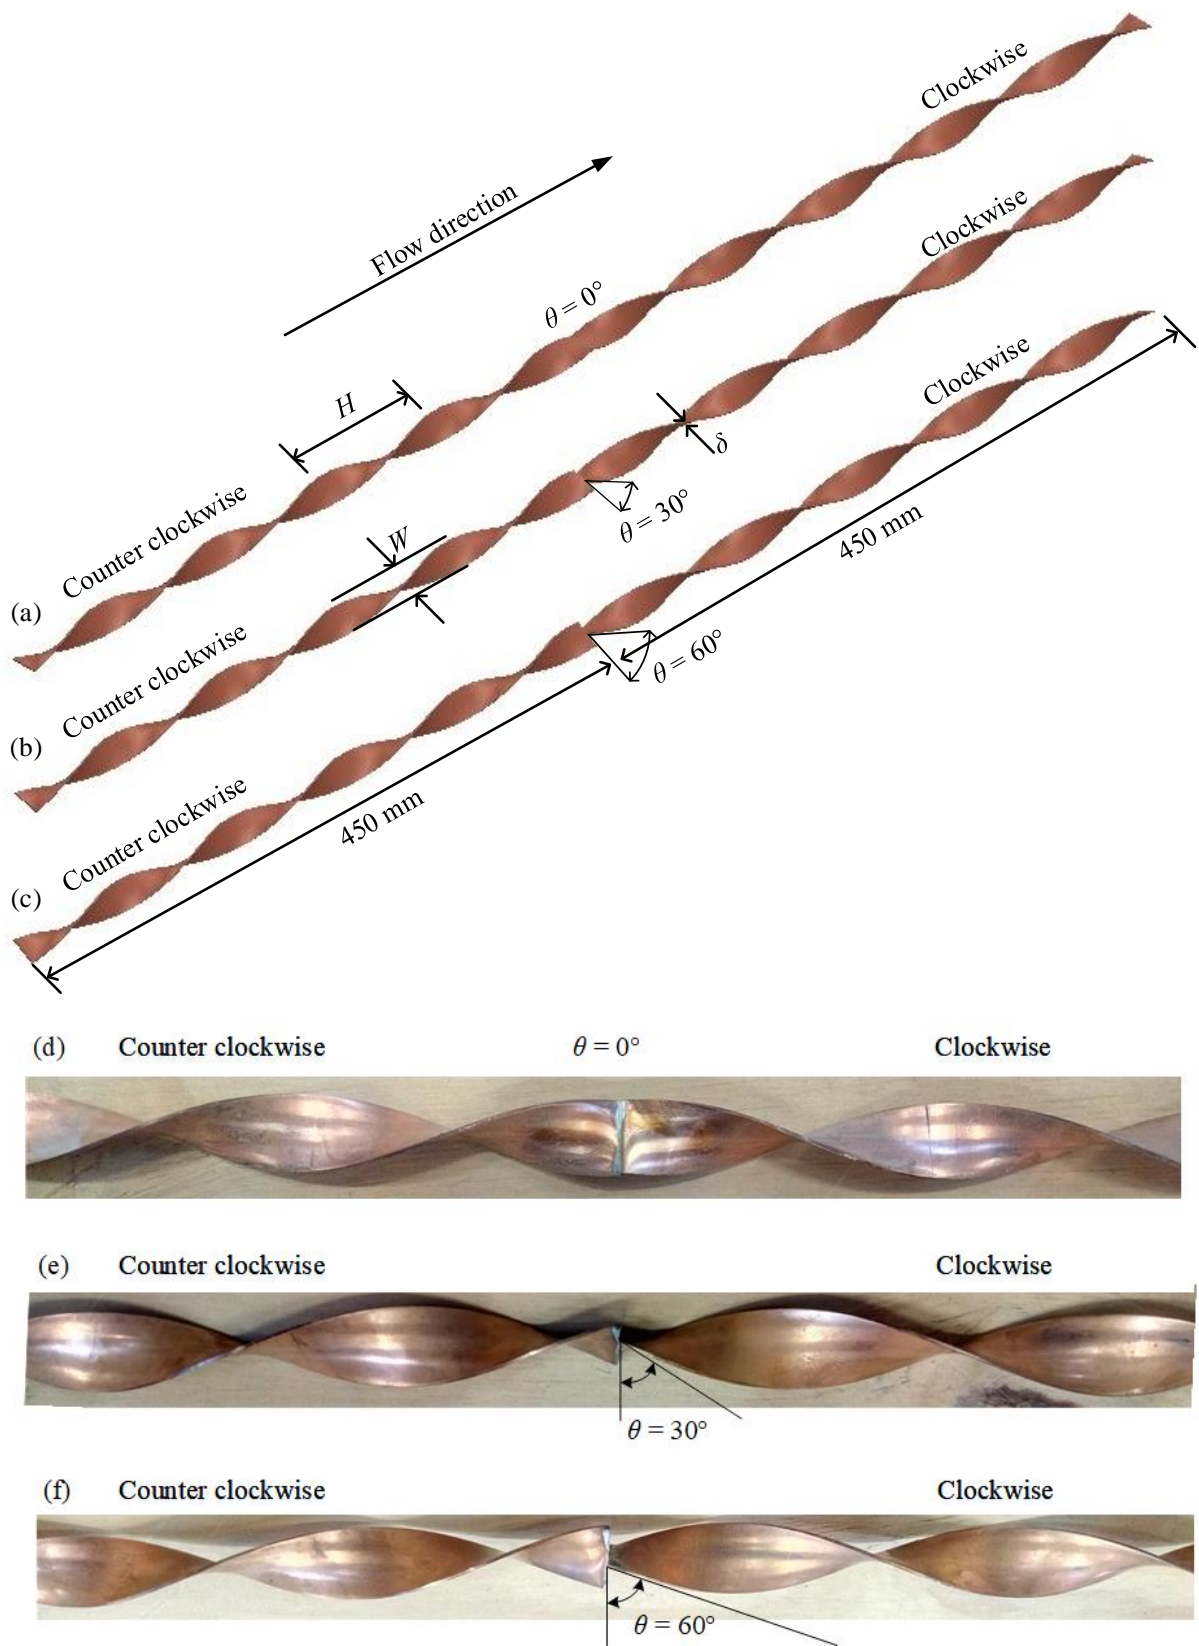 Clockwise
Flow direction
Clockwise
θ = 0°
H
Clockwise
δ
θ = 30°
Counter clockwise
W
450 mm
(a)
Counter clockwise
θ = 60°
(b)
450 mm
Counter clockwise
(c)
(d) Counter clockwise θ = 0° Clockwise
(e) Counter clockwise Clockwise
θ = 30°
(f) Counter clockwise Clockwise
θ = 60°